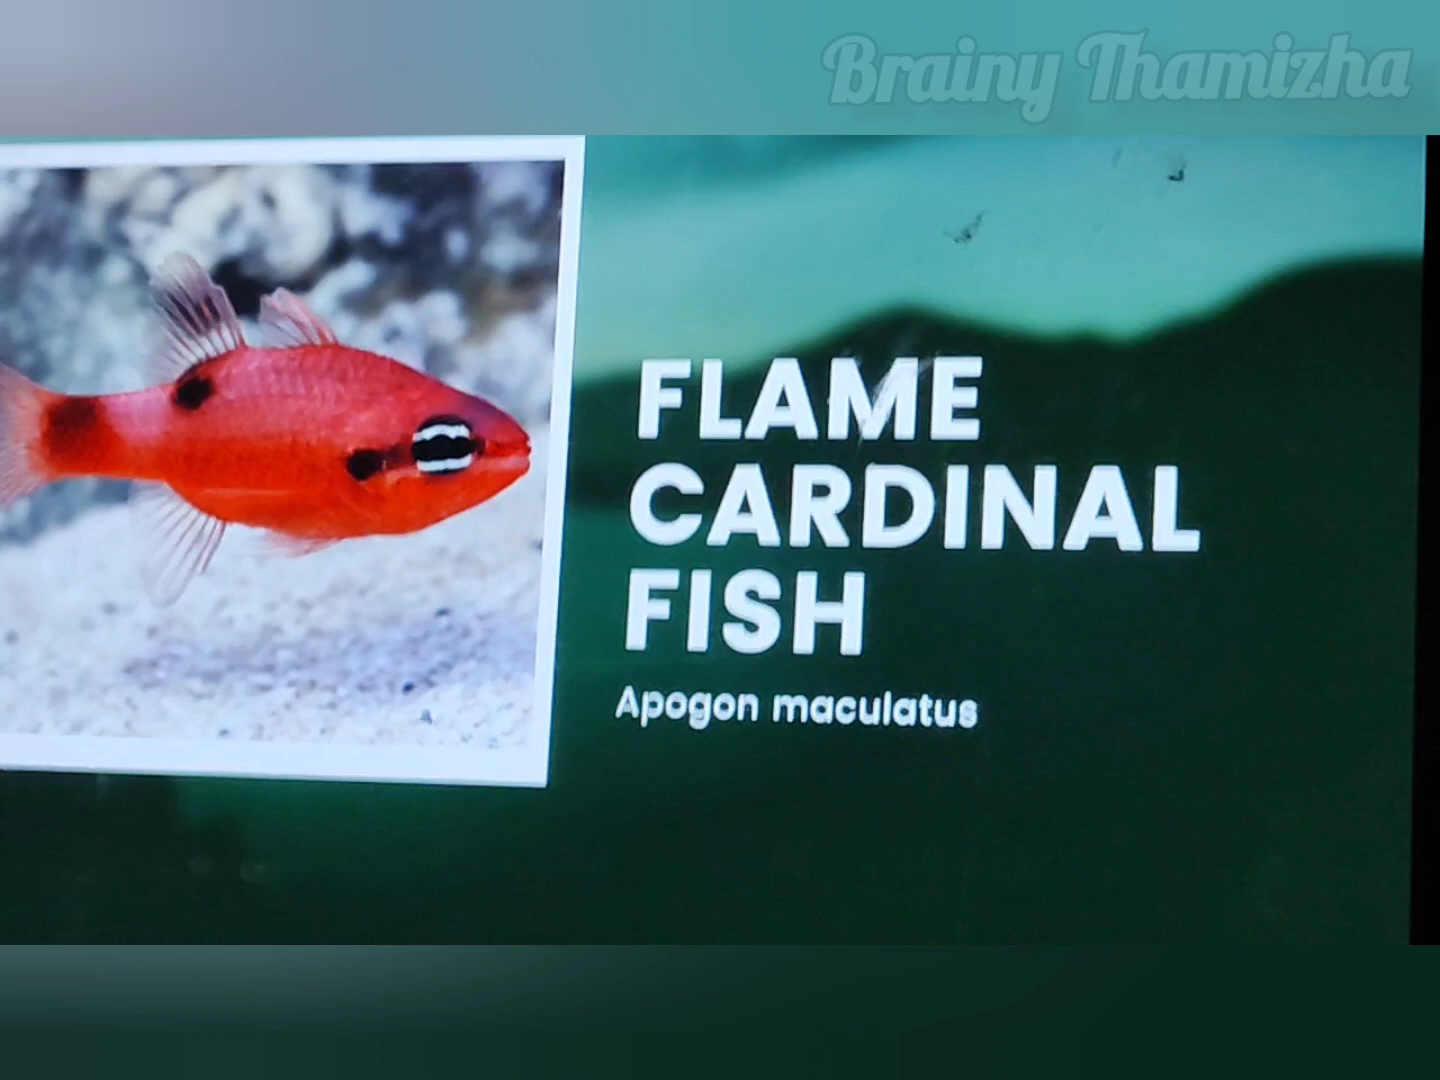 Brainy Thamizha
FLAME
CARDINAL
FISH
Apogon maculatus